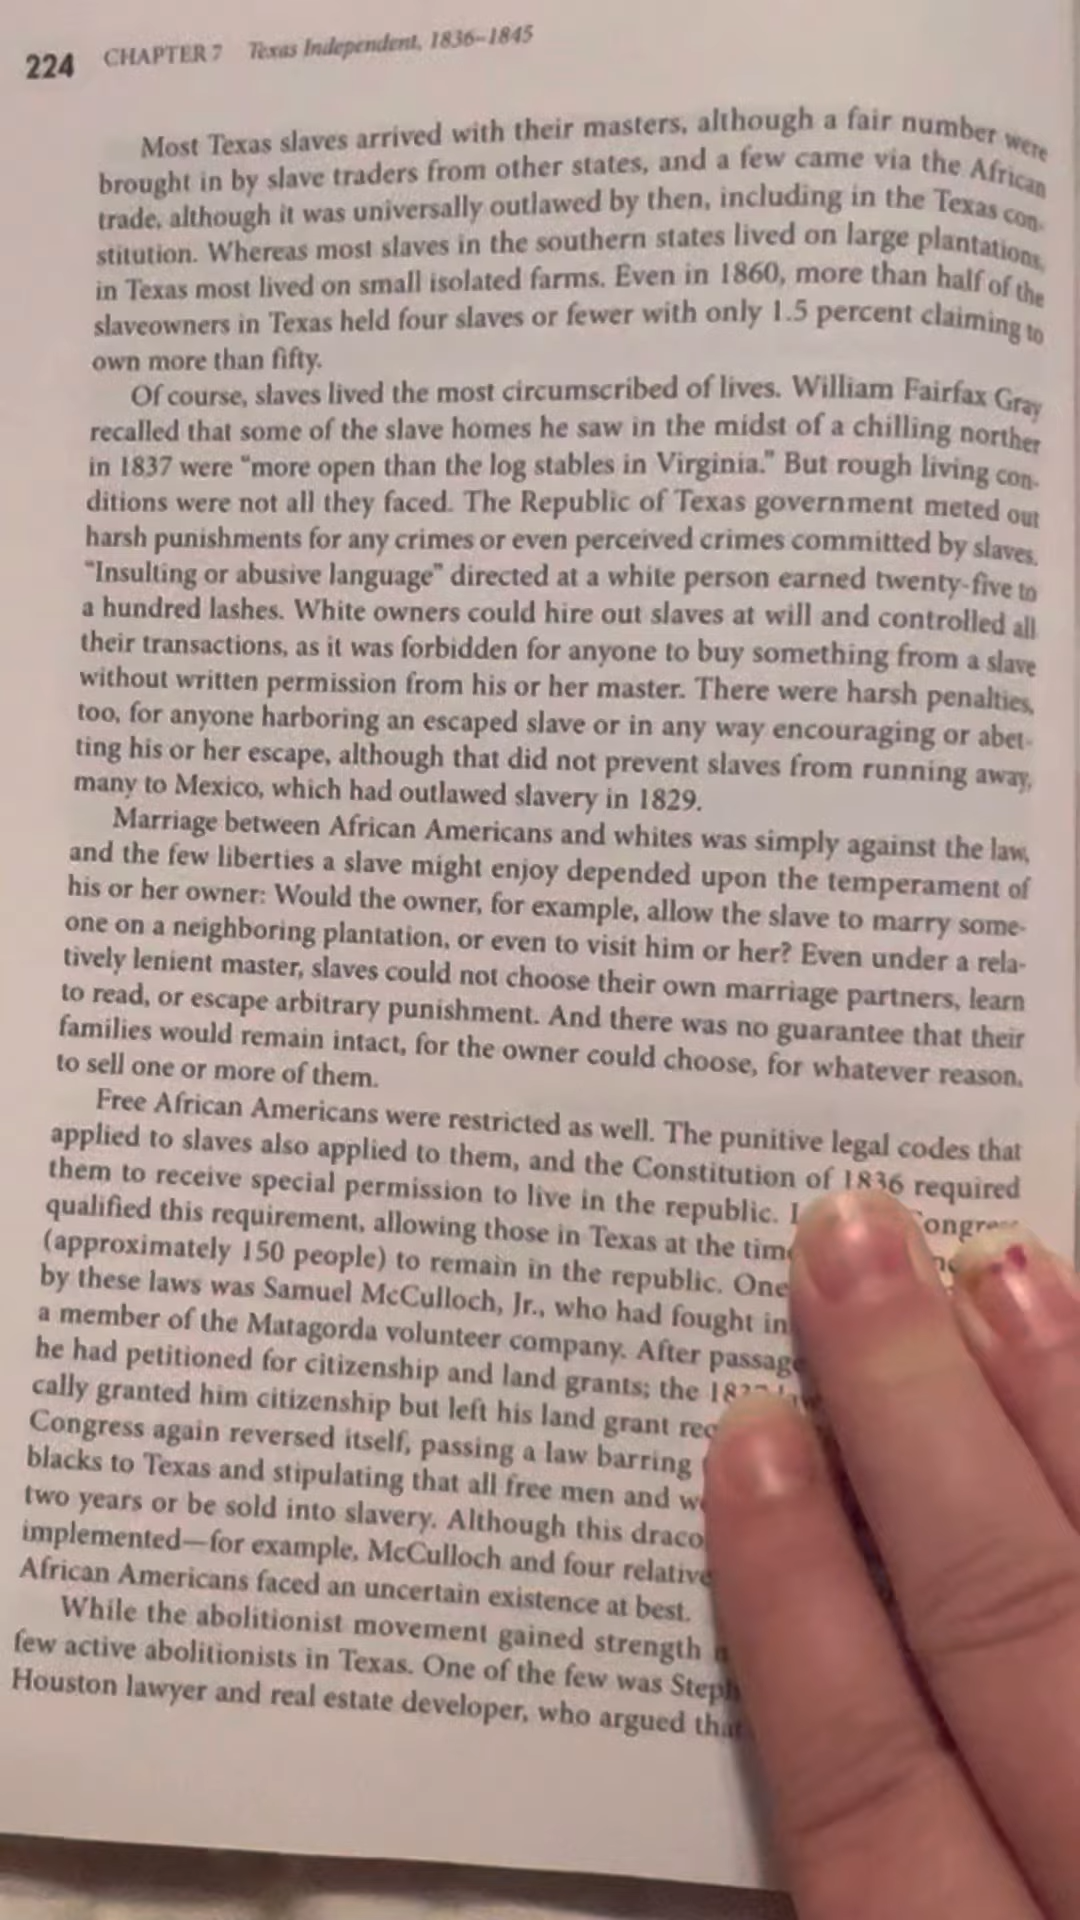 224 CHAPTER 7 Texas Independent, 1836–1845
Most Texas slaves arrived with their masters, although a fair number were
brought in by slave traders from other states, and a few came via the African
trade, although it was universally outlawed by then, including in the Texas con-
stitution. Whereas most slaves in the southern states lived on large plantations,
in Texas most lived on small isolated farms. Even in 1860, more than half of the
slaveowners in Texas held four slaves or fewer with only 1.5 percent claiming to
own more than fifty.
Of course, slaves lived the most circumscribed of lives. William Fairfax Gray
recalled that some of the slave homes he saw in the midst of a chilling norther
in 1837 were "more open than the log stables in Virginia." But rough living con-
ditions were not all they faced. The Republic of Texas government meted out
harsh punishments for any crimes or even perceived crimes committed by slaves.
"Insulting or abusive language" directed at a white person earned twenty-five to
a hundred lashes. White owners could hire out slaves at will and controlled all
their transactions, as it was forbidden for anyone to buy something from a slave
without written permission from his or her master. There were harsh penalties,
too, for anyone harboring an escaped slave or in any way encouraging or abet-
ting his or her escape, although that did not prevent slaves from running away,
many to Mexico, which had outlawed slavery in 1829.
Marriage between African Americans and whites was simply against the law,
and the few liberties a slave might enjoy depended upon the temperament of
his or her owner: Would the owner, for example, allow the slave to marry some-
one on a neighboring plantation, or even to visit him or her? Even under a rela-
tively lenient master, slaves could not choose their own marriage partners, learn
to read, or escape arbitrary punishment. And there was no guarantee that their
families would remain intact, for the owner could choose, for whatever reason,
to sell one or more of them.
Free African Americans were restricted as well. The punitive legal codes that
applied to slaves also applied to them, and the Constitution of 1836 required
them to receive special permission to live in the republic.
qualified this requirement, allowing those in Texas at the time
(approximately 150 people) to remain in the republic. One
by these laws was Samuel McCulloch, Jr., who had fought in
a member of the Matagorda volunteer company. After passage
he had petitioned for citizenship and land grants; the
cally granted him citizenship but left his land grant
Congress again reversed itself, passing a law barring
blacks to Texas and stipulating that all free men and
two years or be sold into slavery. Although this
implemented—for example, McCulloch and four
African Americans faced an uncertain existence at best.
While the abolitionist movement gained strength
few active abolitionists in Texas. One of the few was
Houston lawyer and real estate developer, who argued that